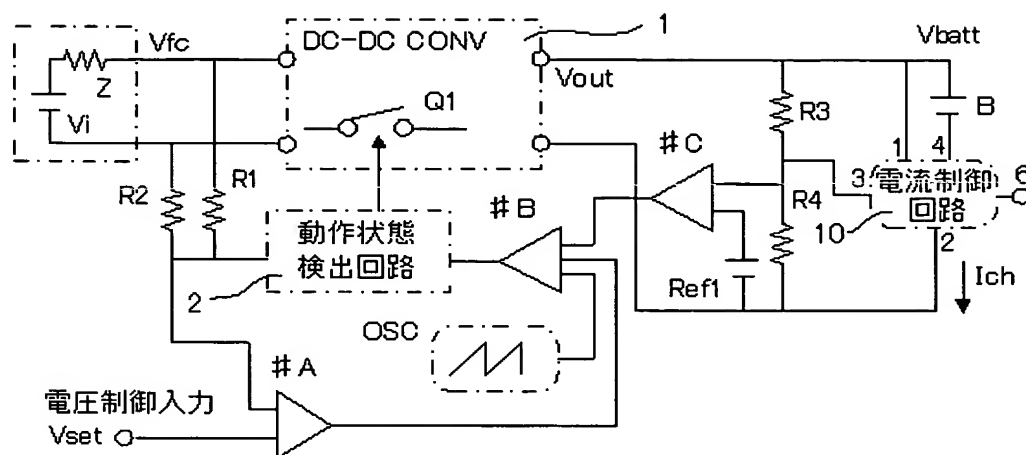 DC-DC CONV
1
Vfc
Z
Vi
Q1
Vout
Vbatt
B
R3
R4
1
4
3
電流制御
回路
6
10
2
Ich
R2
R1
#C
#B
動作状態
検出回路
2
Ref1
OSC
#A
電圧制御入力
Vset